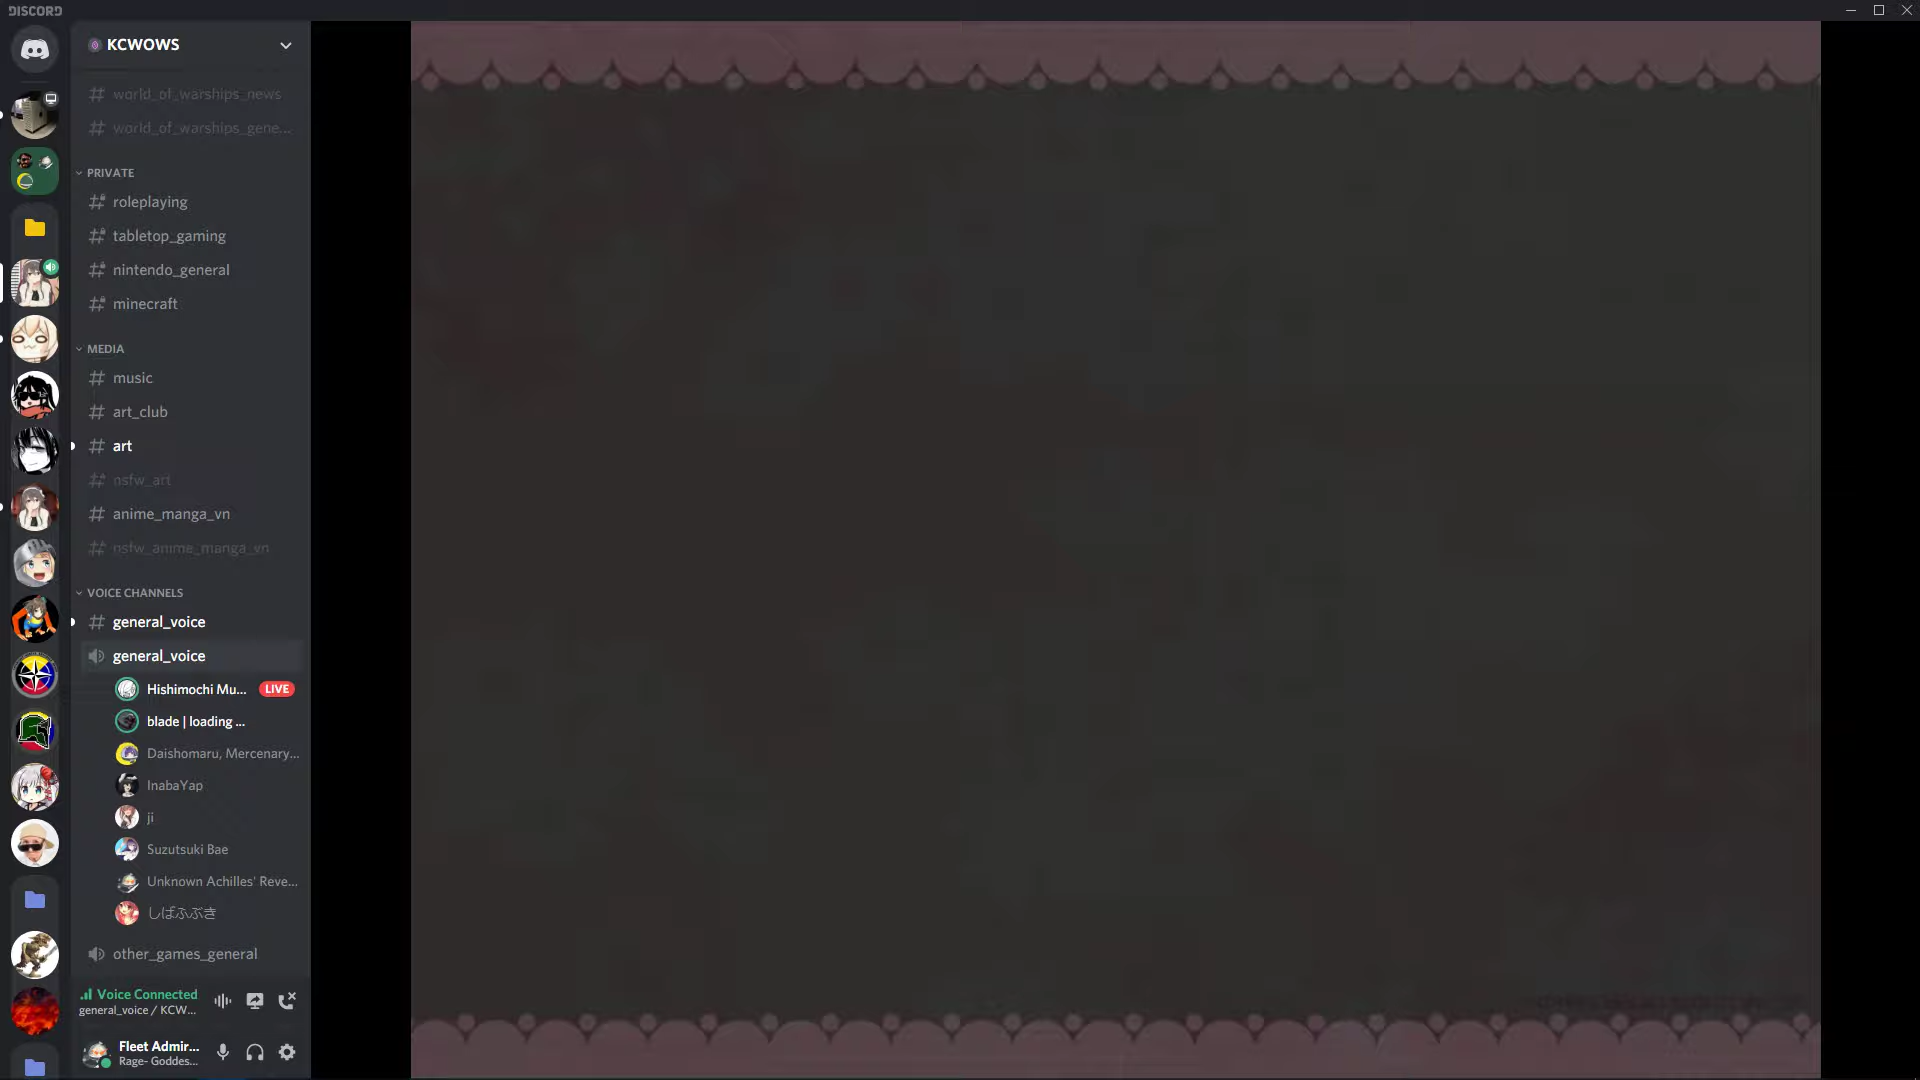 DISCORD
KCWOWS
world_of_warships_news
world_of_warships_gene...
PRIVATE
roleplaying
tabletop_gaming
nintendo_general
minecraft
MEDIA
music
art_club
art
nsfw_art
anime_manga_vn
nsfw_anime_manga_vn
VOICE CHANNELS
general_voice
general_voice
Hishimochi Mu... LIVE
blade | loading ...
Daishomaru, Mercenary...
InabaYap
ji
Suzutsuki Bae
Unknown Achilles' Reve...
しばふぶき
other_games_general
Voice Connected
general_voice / KCW...
Fleet Admir...
Rage- Goddes...